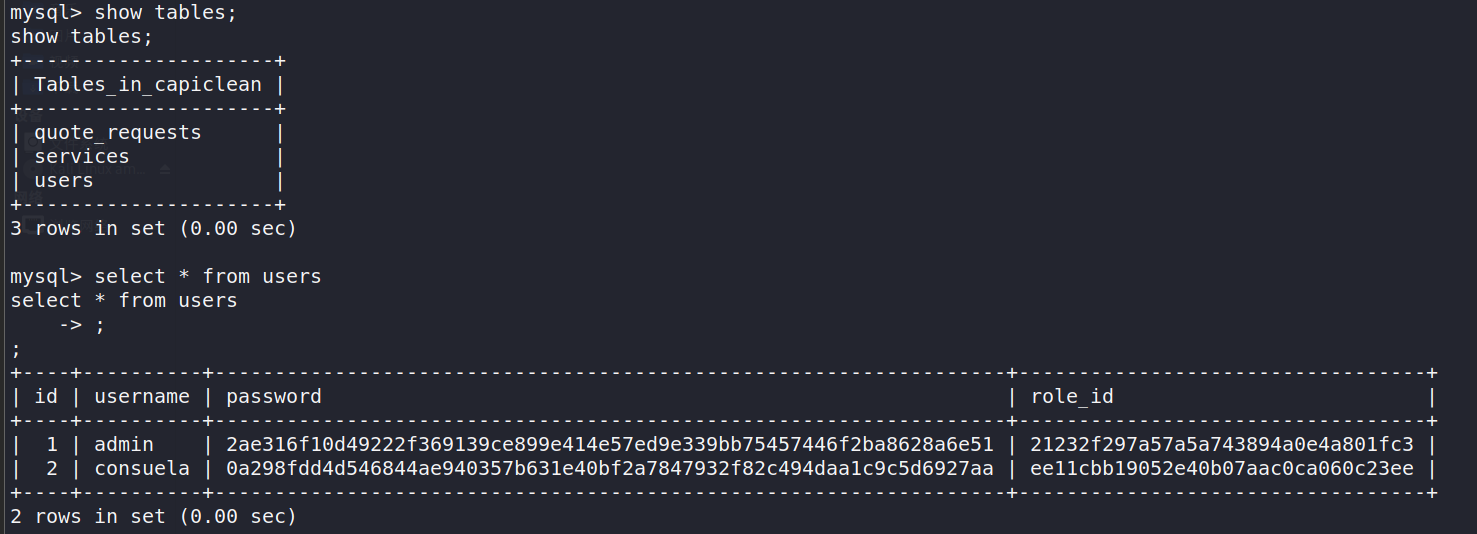 mysql> show tables;
show tables;
+---------------------+
| Tables_in_capiclean |
+---------------------+
| quote_requests      |
| services            |
| users               |
+---------------------+
3 rows in set (0.00 sec)

mysql> select * from users
select * from users
    -> ;
;
+----+----------+------------------------------------------------------------------+----------------------------------+
| id | username | password                                                         | role_id                          |
+----+----------+------------------------------------------------------------------+----------------------------------+
|  1 | admin    | 2ae316f10d49222f369139ce899e414e57ed9e339bb75457446f2ba8628a6e51 | 21232f297a57a5a743894a0e4a801fc3 |
|  2 | consuela | 0a298fdd4d546844ae940357b631e40bf2a7847932f82c494daa1c9c5d6927aa | ee11cbb19052e40b07aac0ca060c23ee |
+----+----------+------------------------------------------------------------------+----------------------------------+
2 rows in set (0.00 sec)